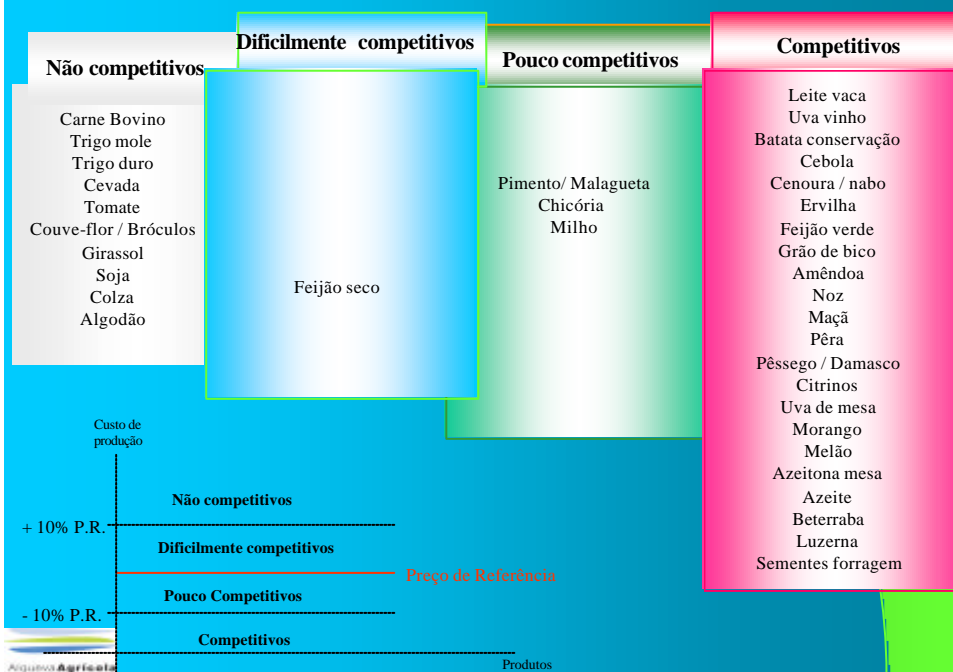 Não competitivos
Carne Bovino
Trigo mole
Trigo duro
Cevada
Tomate
Couve-flor / Bróculos
Girassol
Soja
Colza
Algodão
Dificilmente competitivos
Feijão seco
Pouco competitivos
Pimento/ Malagueta
Chicória
Milho
Competitivos
Leite vaca
Uva vinho
Batata conservação
Cebola
Cenoura / nabo
Ervilha
Feijão verde
Grão de bico
Amêndoa
Noz
Maçã
Pêra
Pêssego / Damasco
Citrinos
Uva de mesa
Morango
Melão
Azeitona mesa
Azeite
Beterraba
Luzerna
Sementes forragem
Custo de
produção
Não competitivos
+ 10% P.R.
Dificilmente competitivos
Preço de Referência
Pouco Competitivos
- 10% P.R.
Competitivos
Produtos
Alqueva Agrícola